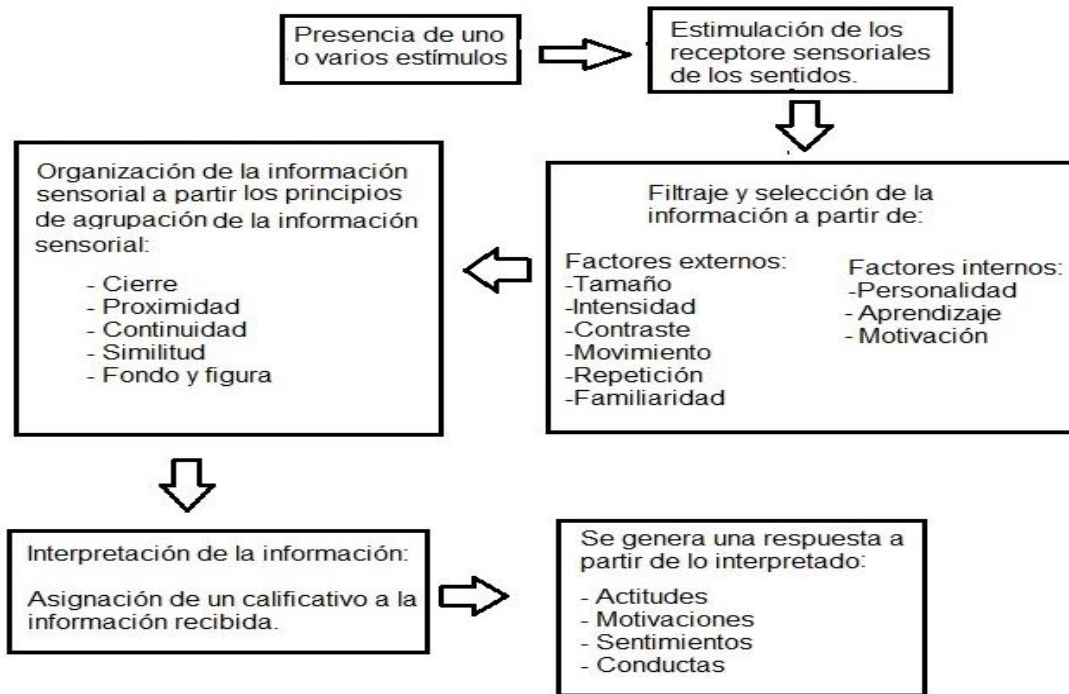 Presencia de uno
o varios estímulos
Estimulación de los
receptore sensoriales
de los sentidos.
Filtraje y selección de la
información a partir de:
Factores externos:
-Tamaño
-Intensidad
-Contraste
-Movimiento
-Repetición
-Familiaridad
Factores internos:
-Personalidad
- Aprendizaje
- Motivación
Organización de la información
sensorial a partir los principios
de agrupación de la información
sensorial:
- Cierre
- Proximidad
- Continuidad
- Similitud
- Fondo y figura
Interpretación de la información:
Asignación de un calificativo a la
información recibida.
Se genera una respuesta a
partir de lo interpretado:
- Actitudes
- Motivaciones
- Sentimientos
- Conductas